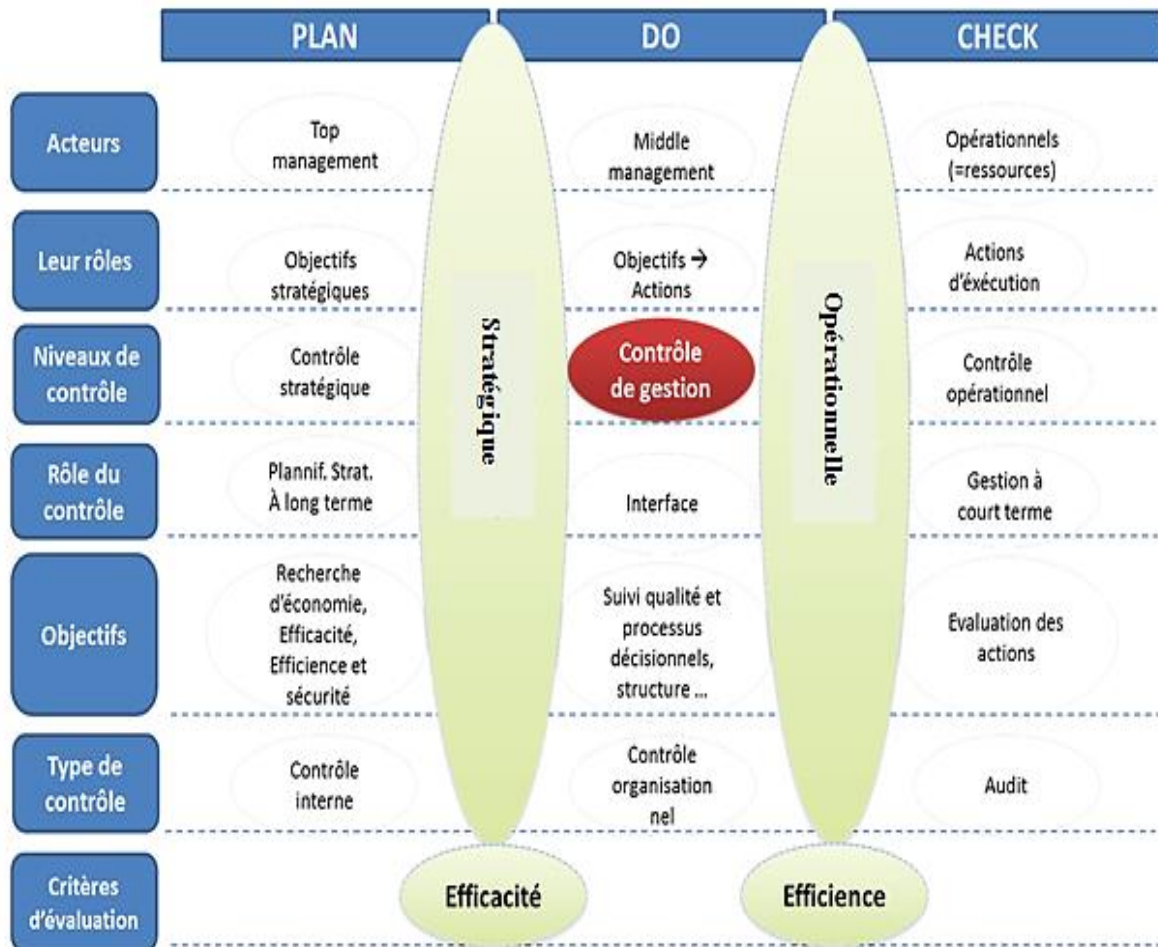 PLAN
DO
CHECK
Acteurs
Top
management
Middle
management
Opérationnels
(=ressources)
Leur rôles
Objectifs
stratégiques
Objectifs →
Actions
Actions
d'éxécution
Niveaux de
contrôle
Contrôle
stratégique
Contrôle
de gestion
Contrôle
opérationnel
Stratégique
Opérationnelle
Rôle du
contrôle
Plannif. Strat.
À long terme
Interface
Gestion à
court terme
Objectifs
Recherche
d'économie,
Efficacité,
Efficience et
sécurité
Suivi qualité et
processus
décisionnels,
structure ...
Evaluation des
actions
Type de
contrôle
Contrôle
interne
Contrôle
organisation
nel
Audit
Critères
d'évaluation
Efficacité
Efficience